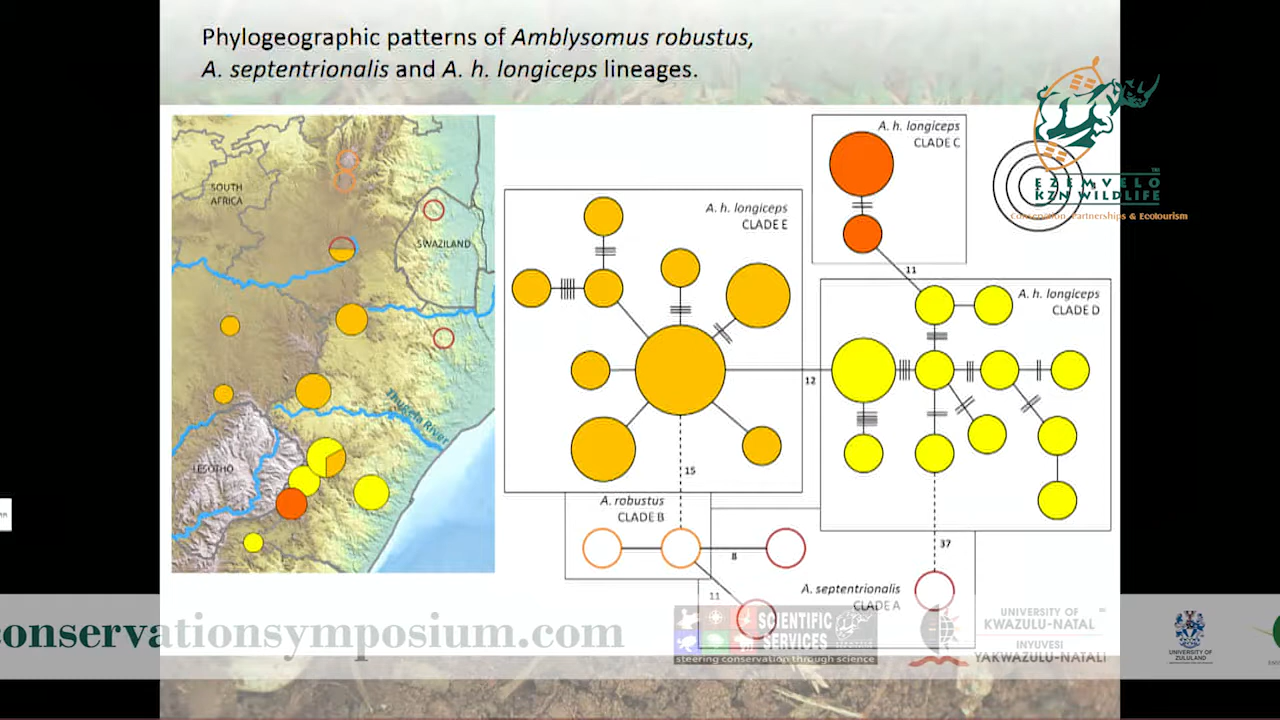 Phylogeographic patterns of Amblysomus robustus,
A. septentrionalis and A. h. longiceps lineages.
SOUTH
AFRICA
SWAZILAND
Thukela River
LESOTHO
A. h. longiceps
CLADE E
A. h. longiceps
CLADE C
11
A. h. longiceps
CLADE D
12
15
A. robustus
CLADE B
8
11
37
A. septentrionalis
CLADE A
EZEMVELO
KZN WILDLIFE
TM
Conservation, Partnerships & Ecotourism
conservationsymposium.com
SCIENTIFIC
SERVICES
steering conservation through science
UNIVERSITY OF
KWAZULU-NATAL
INYUVESI
YAKWAZULU-NATALI
UNIVERSITY OF
ZULULAND